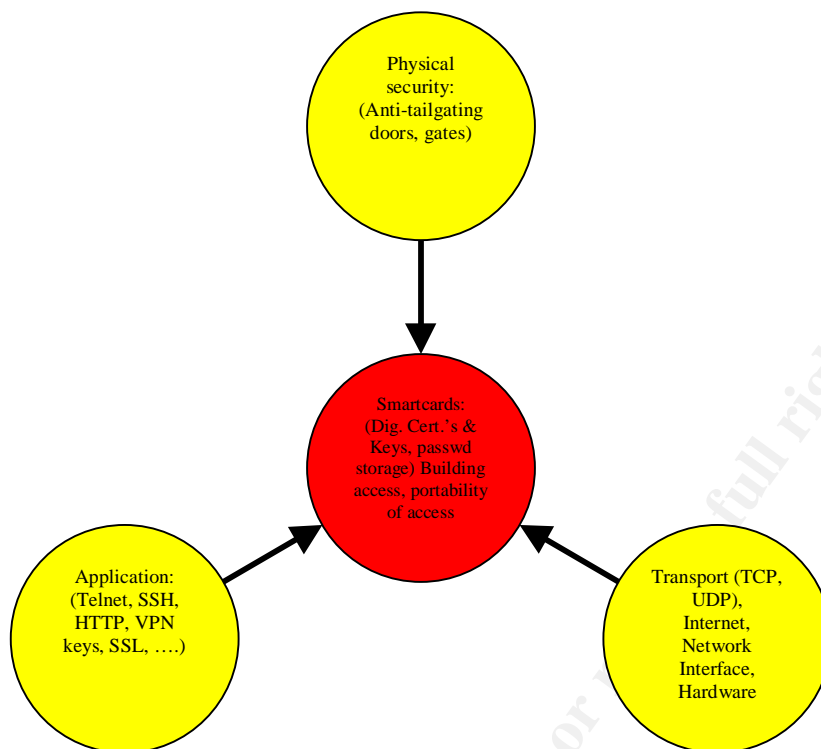 Physical
security:
(Anti-tailgating
doors, gates)
Smartcards:
(Dig. Cert.'s &
Keys, passwd
storage) Building
access, portability
of access
Application:
(Telnet, SSH,
HTTP, VPN
keys, SSL, ….)
Transport (TCP,
UDP),
Internet,
Network
Interface,
Hardware
full